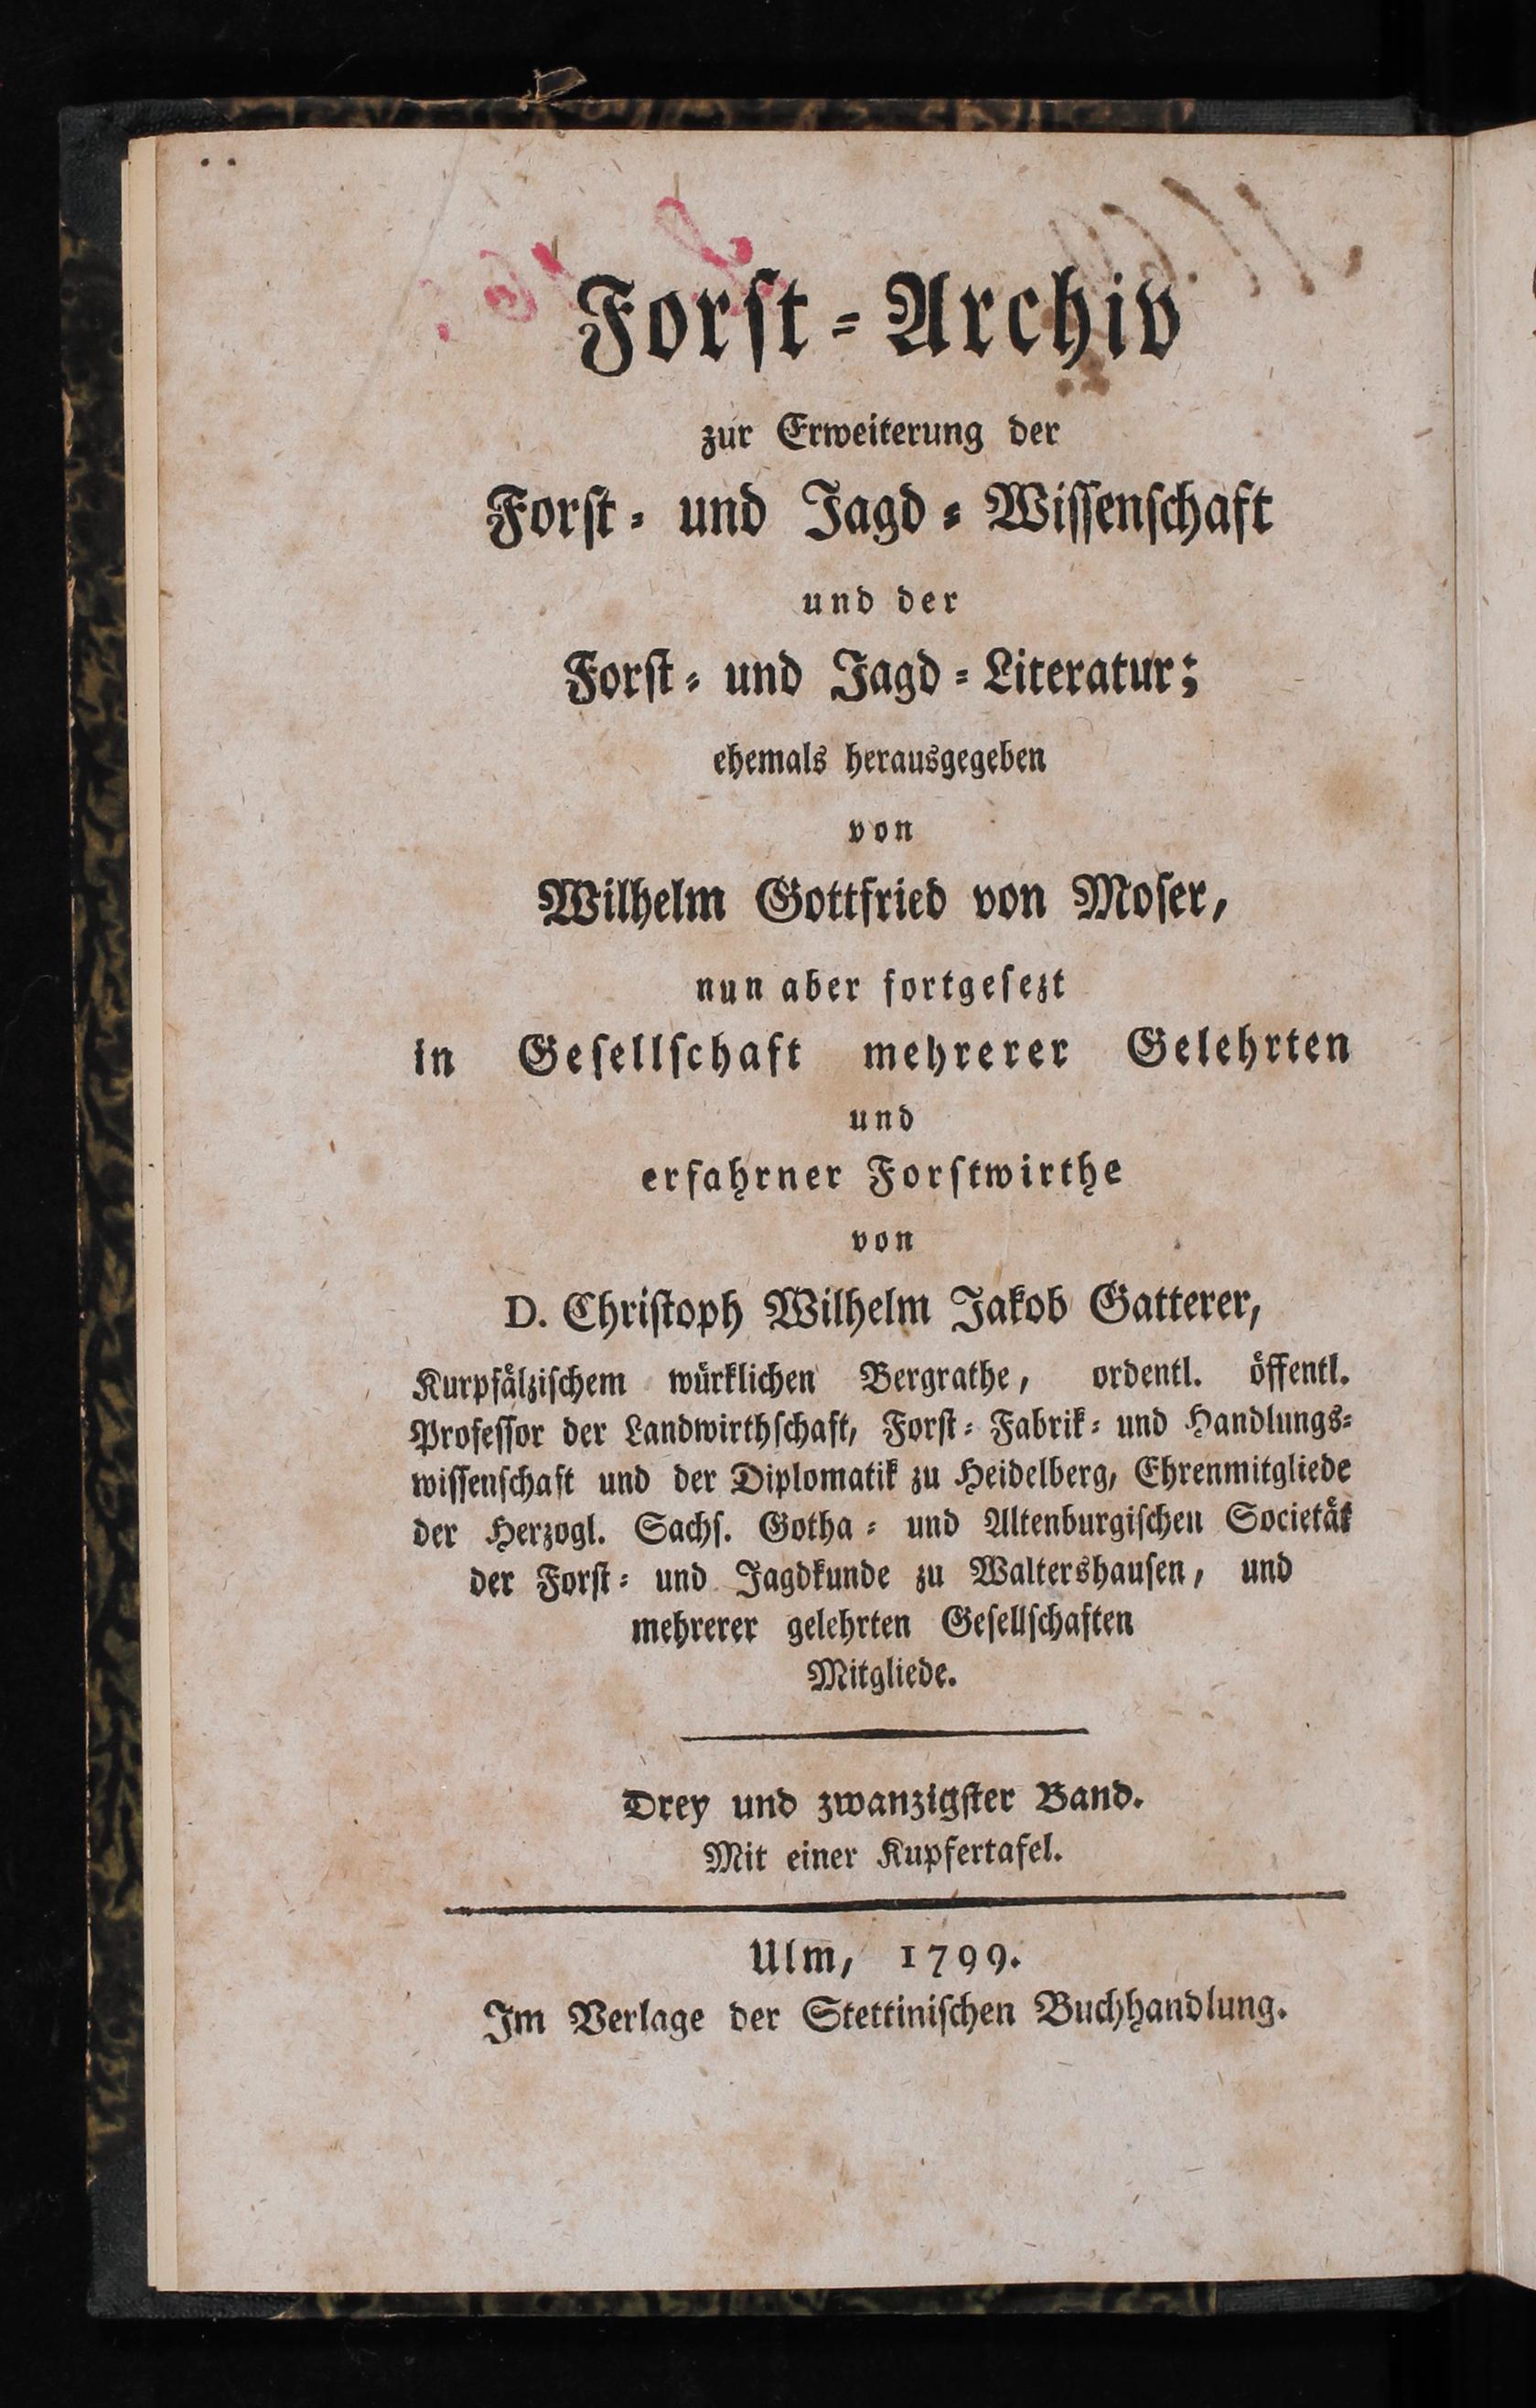 Forst-Archiv
zur Erweiterung der
Forst- und Jagd-Wissenschaft
und der
Forst- und Jagd-Literatur;
ehemals herausgegeben
von
Wilhelm Gottfried von Moser,
nun aber fortgesezt
in Gesellschaft mehrerer Gelehrten
und
erfahrner Forstwirthe
von
D. Christoph Wilhelm Jakob Gatterer,
Kurpfälzischem würklichen Bergrathe, ordentl. öffentl.
Professor der Landwirthschaft, Forst- Fabrik- und Handlungs-
wissenschaft und der Diplomatik zu Heidelberg, Ehrenmitgliede
der Herzogl. Sachs. Gotha- und Altenburgischen Societät
der Forst- und Jagdkunde zu Waltershausen, und
mehrerer gelehrten Gesellschaften
Mitgliede.
Drey und zwanzigster Band.
Mit einer Kupfertafel.
Ulm, 1799.
Im Verlage der Stettinischen Buchhandlung.